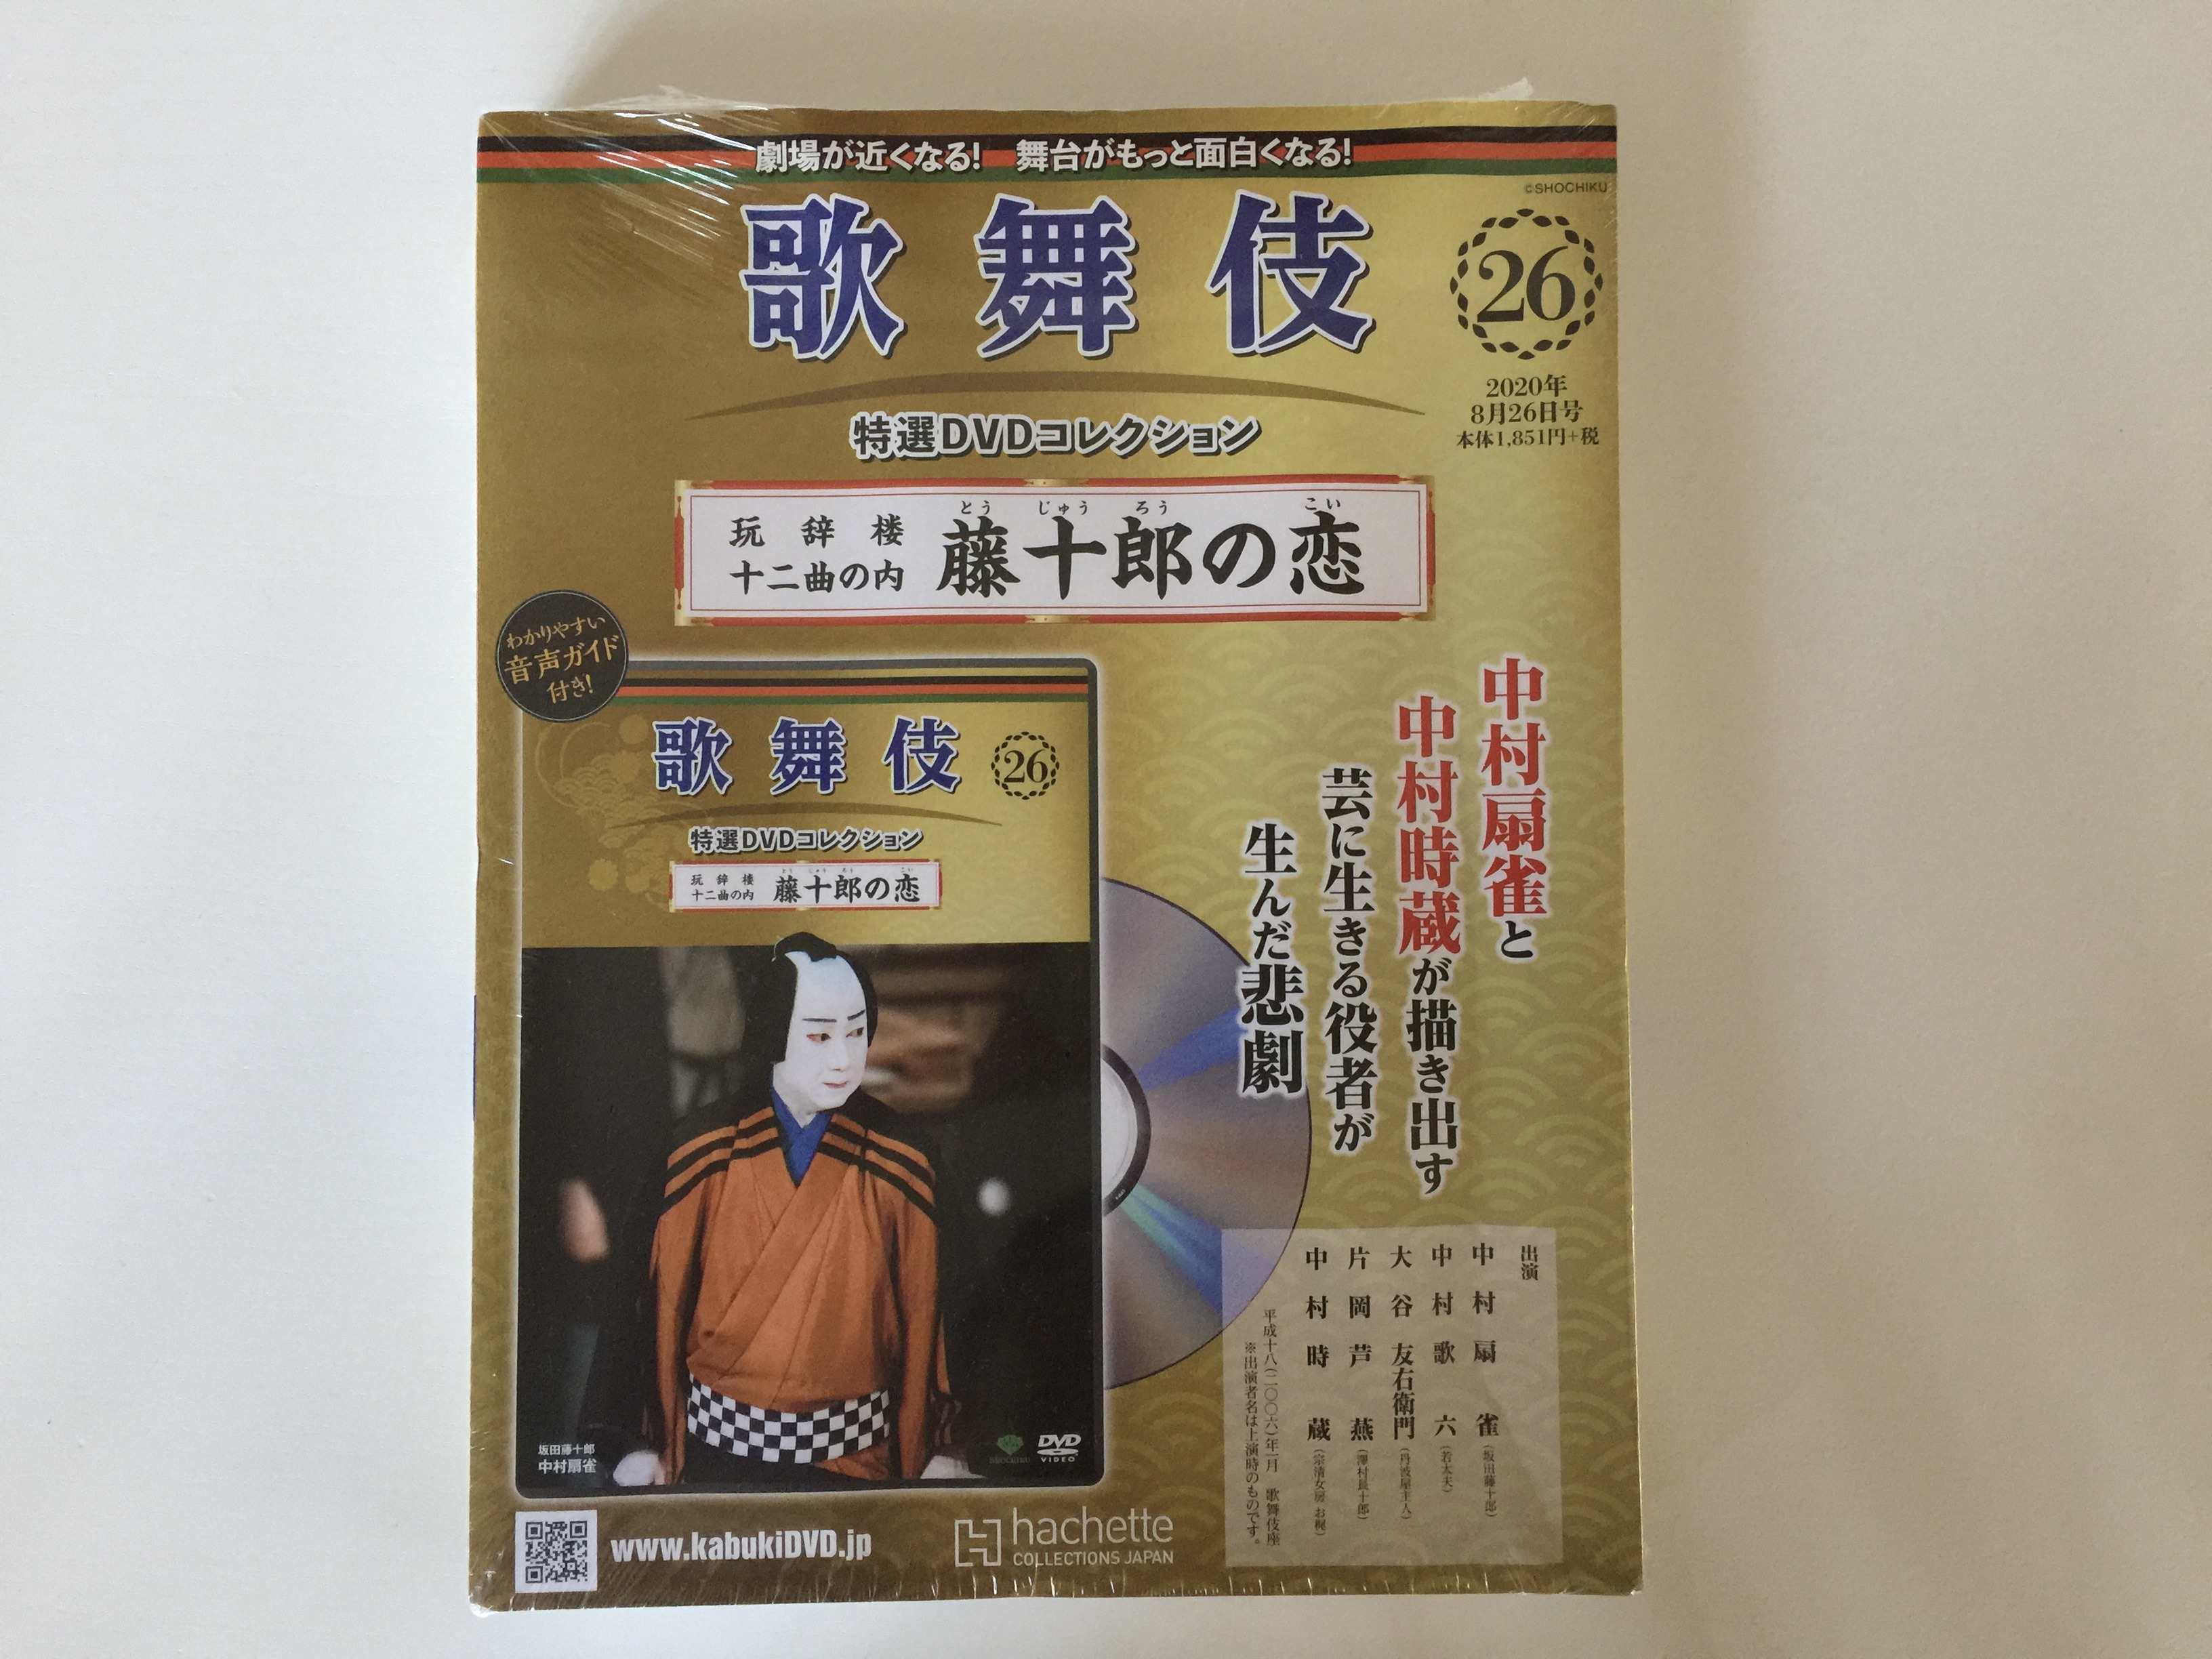 劇場が近くなる! 舞台がもっと面白くなる!
©SHOCHIKU
歌舞伎
26
2020年
8月26日号
本体1,851円+税
特選DVDコレクション
玩辞楼
十二曲の内
とうじゅうろう こい
藤十郎の恋
わかりやすい
音声ガイド
付き!
歌舞伎
26
特選DVDコレクション
玩辞楼
十二曲の内
藤十郎の恋
坂田藤十郎
中村扇雀
SHOCHIKU
DVD
VIDEO
中村扇雀と
中村時蔵が描き出す
芸に生きる役者が
生んだ悲劇
出演
中村扇雀(坂田藤十郎)
中村歌六(若太夫)
大谷友右衛門(丹波屋主人)
片岡芦燕(澤村長十郎)
中村時蔵(宗清女房 お梶)
平成十八(二〇〇六)年一月 歌舞伎座
※出演者名は上演時のものです。
www.kabukiDVD.jp
hachette
COLLECTIONS JAPAN